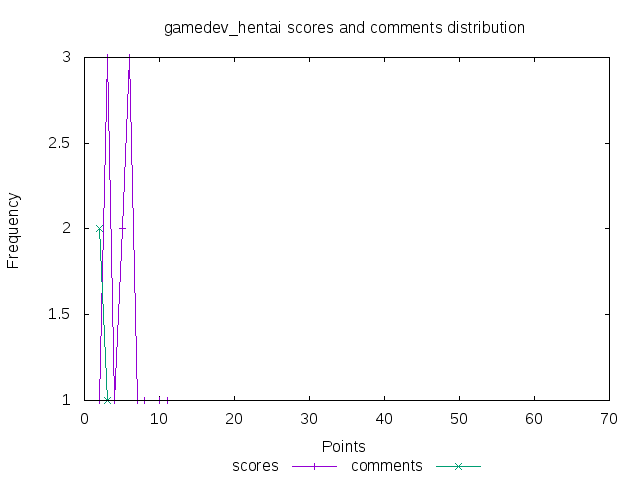 gamedev_hentai scores and comments distribution
3
2.5
2
1.5
1
Frequency
0 10 20 30 40 50 60 70
Points
scores comments